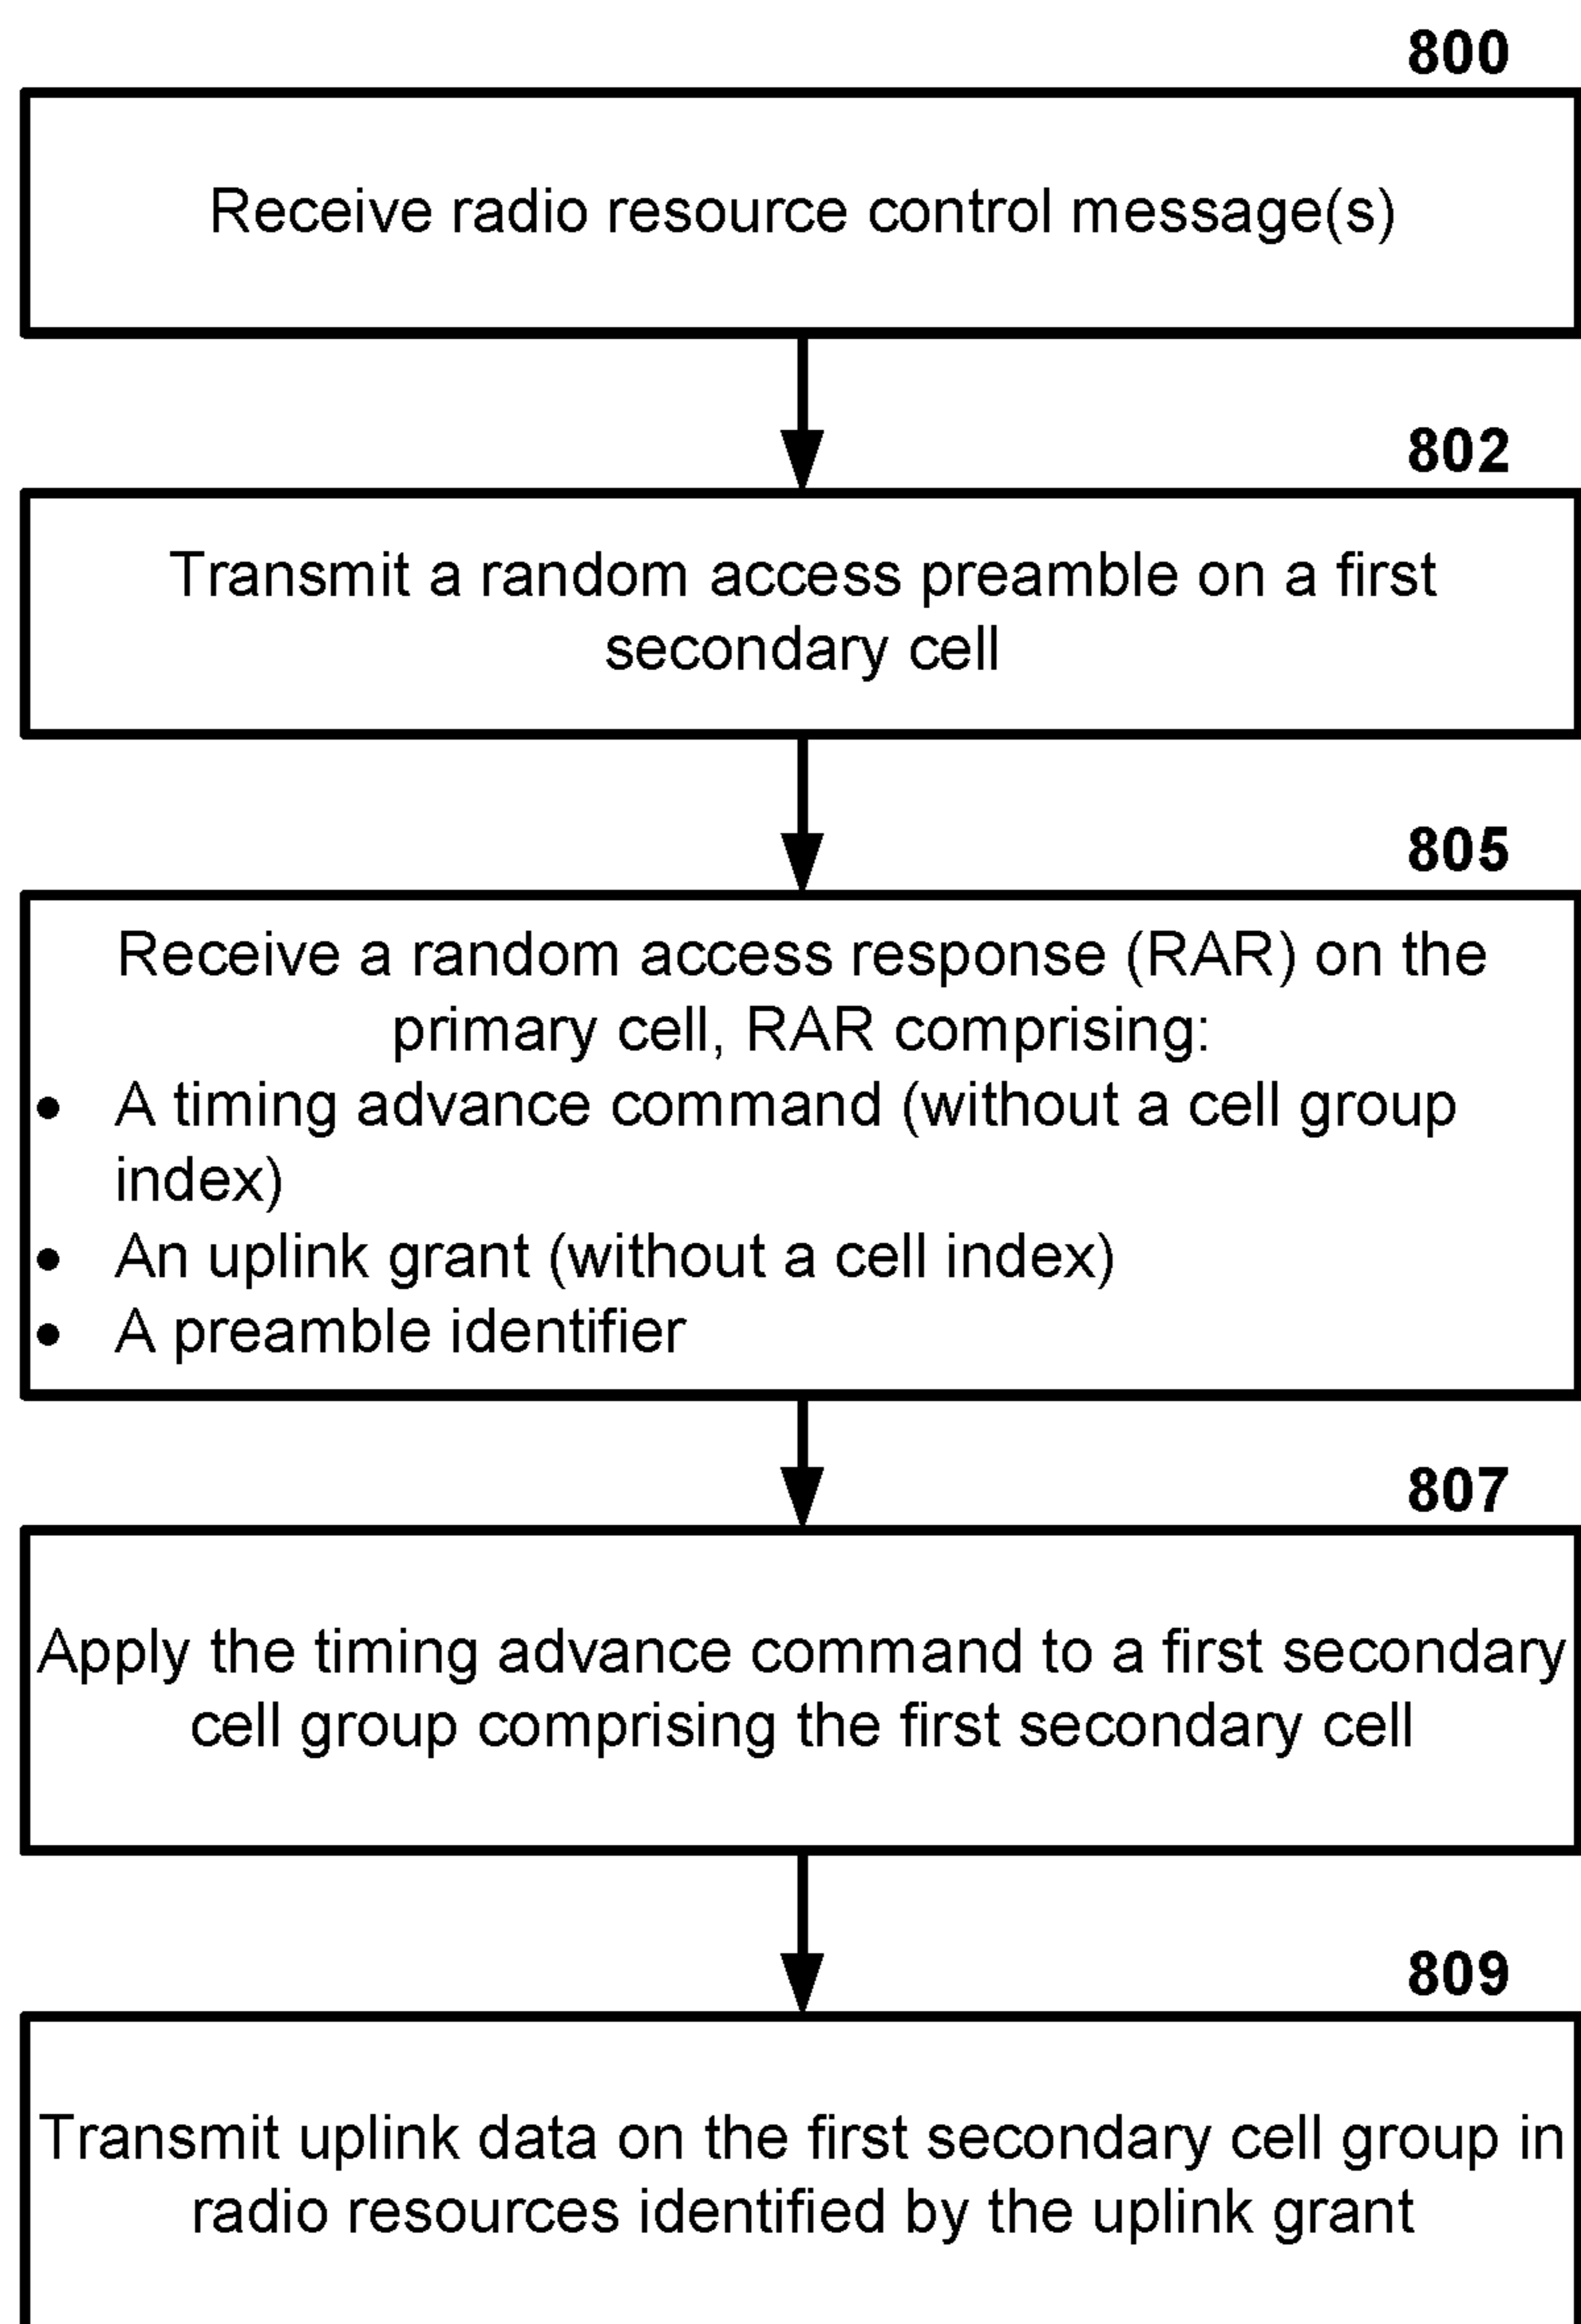 800
Receive radio resource control message(s)
802
Transmit a random access preamble on a first
secondary cell
805
Receive a random access response (RAR) on the
primary cell, RAR comprising:
• A timing advance command (without a cell group
index)
• An uplink grant (without a cell index)
• A preamble identifier
807
Apply the timing advance command to a first secondary
cell group comprising the first secondary cell
809
Transmit uplink data on the first secondary cell group in
radio resources identified by the uplink grant